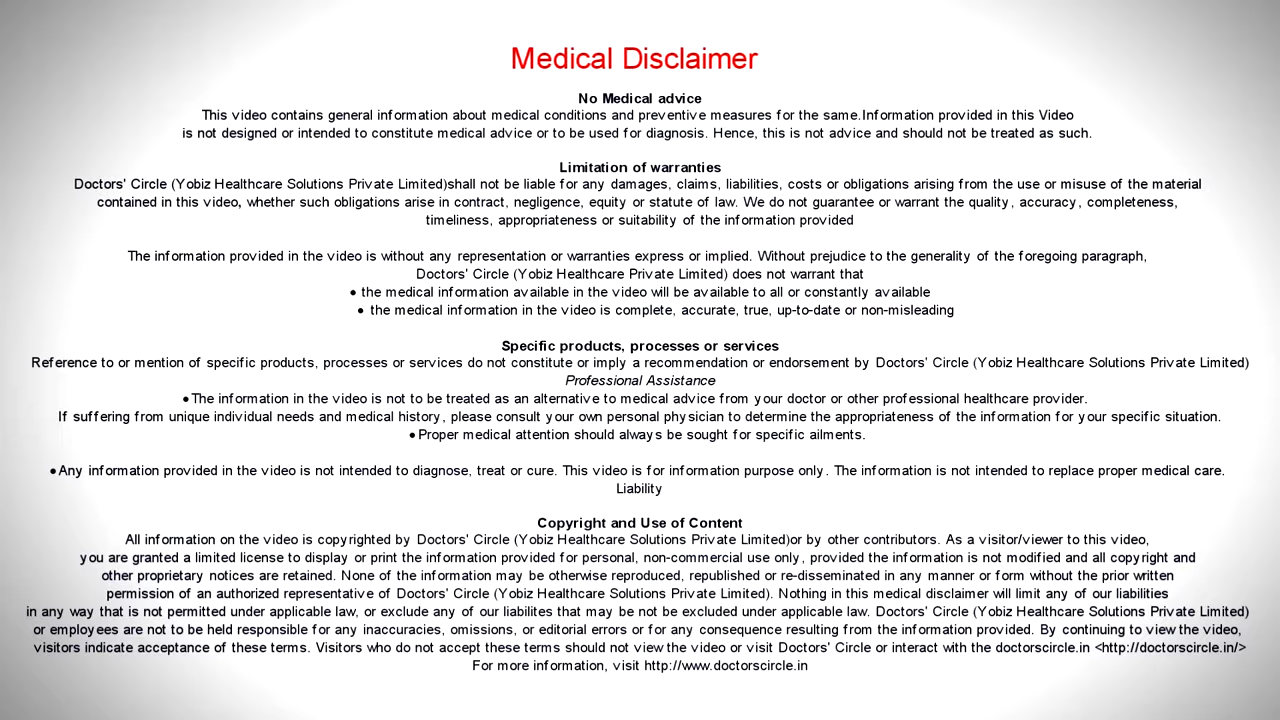 Medical Disclaimer
No Medical advice
This video contains general information about medical conditions and preventive measures for the same.Information provided in this Video
is not designed or intended to constitute medical advice or to be used for diagnosis. Hence, this is not advice and should not be treated as such.
Limitation of warranties
Doctors' Circle (Yobiz Healthcare Solutions Private Limited)shall not be liable for any damages, claims, liabilities, costs or obligations arising from the use or misuse of the material
contained in this video, whether such obligations arise in contract, negligence, equity or statute of law. We do not guarantee or warrant the quality, accuracy, completeness,
timeliness, appropriateness or suitability of the information provided
The information provided in the video is without any representation or warranties express or implied. Without prejudice to the generality of the foregoing paragraph,
Doctors' Circle (Yobiz Healthcare Private Limited) does not warrant that
• the medical information available in the video will be available to all or constantly available
• the medical information in the video is complete, accurate, true, up-to-date or non-misleading
Specific products, processes or services
Reference to or mention of specific products, processes or services do not constitute or imply a recommendation or endorsement by Doctors' Circle (Yobiz Healthcare Solutions Private Limited)
Professional Assistance
•The information in the video is not to be treated as an alternative to medical advice from your doctor or other professional healthcare provider.
If suffering from unique individual needs and medical history, please consult your own personal physician to determine the appropriateness of the information for your specific situation.
•Proper medical attention should always be sought for specific ailments.
•Any information provided in the video is not intended to diagnose, treat or cure. This video is for information purpose only. The information is not intended to replace proper medical care.
Liability
Copyright and Use of Content
All information on the video is copyrighted by Doctors' Circle (Yobiz Healthcare Solutions Private Limited)or by other contributors. As a visitor/viewer to this video,
you are granted a limited license to display or print the information provided for personal, non-commercial use only, provided the information is not modified and all copyright and
other proprietary notices are retained. None of the information may be otherwise reproduced, republished or re-disseminated in any manner or form without the prior written
permission of an authorized representative of Doctors' Circle (Yobiz Healthcare Solutions Private Limited). Nothing in this medical disclaimer will limit any of our liabilities
in any way that is not permitted under applicable law, or exclude any of our liabilites that may be not be excluded under applicable law. Doctors' Circle (Yobiz Healthcare Solutions Private Limited)
or employees are not to be held responsible for any inaccuracies, omissions, or editorial errors or for any consequence resulting from the information provided. By continuing to view the video,
visitors indicate acceptance of these terms. Visitors who do not accept these terms should not view the video or visit Doctors' Circle or interact with the doctorscircle.in <http://doctorscircle.in/>
For more information, visit http://www.doctorscircle.in